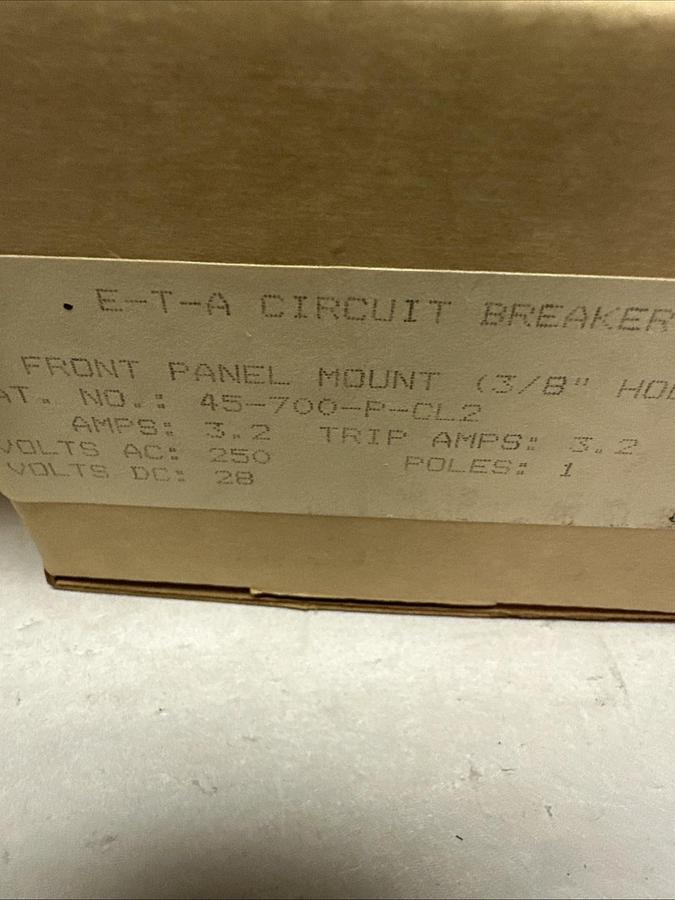 E-T-A CIRCUIT BREAKER
FRONT PANEL MOUNT (3/8" HOL
AT. NO.: 45-700-P-CL2
AMPS: 3.2 TRIP AMPS: 3.2
VOLTS AC: 250 POLES: 1
VOLTS DC: 28